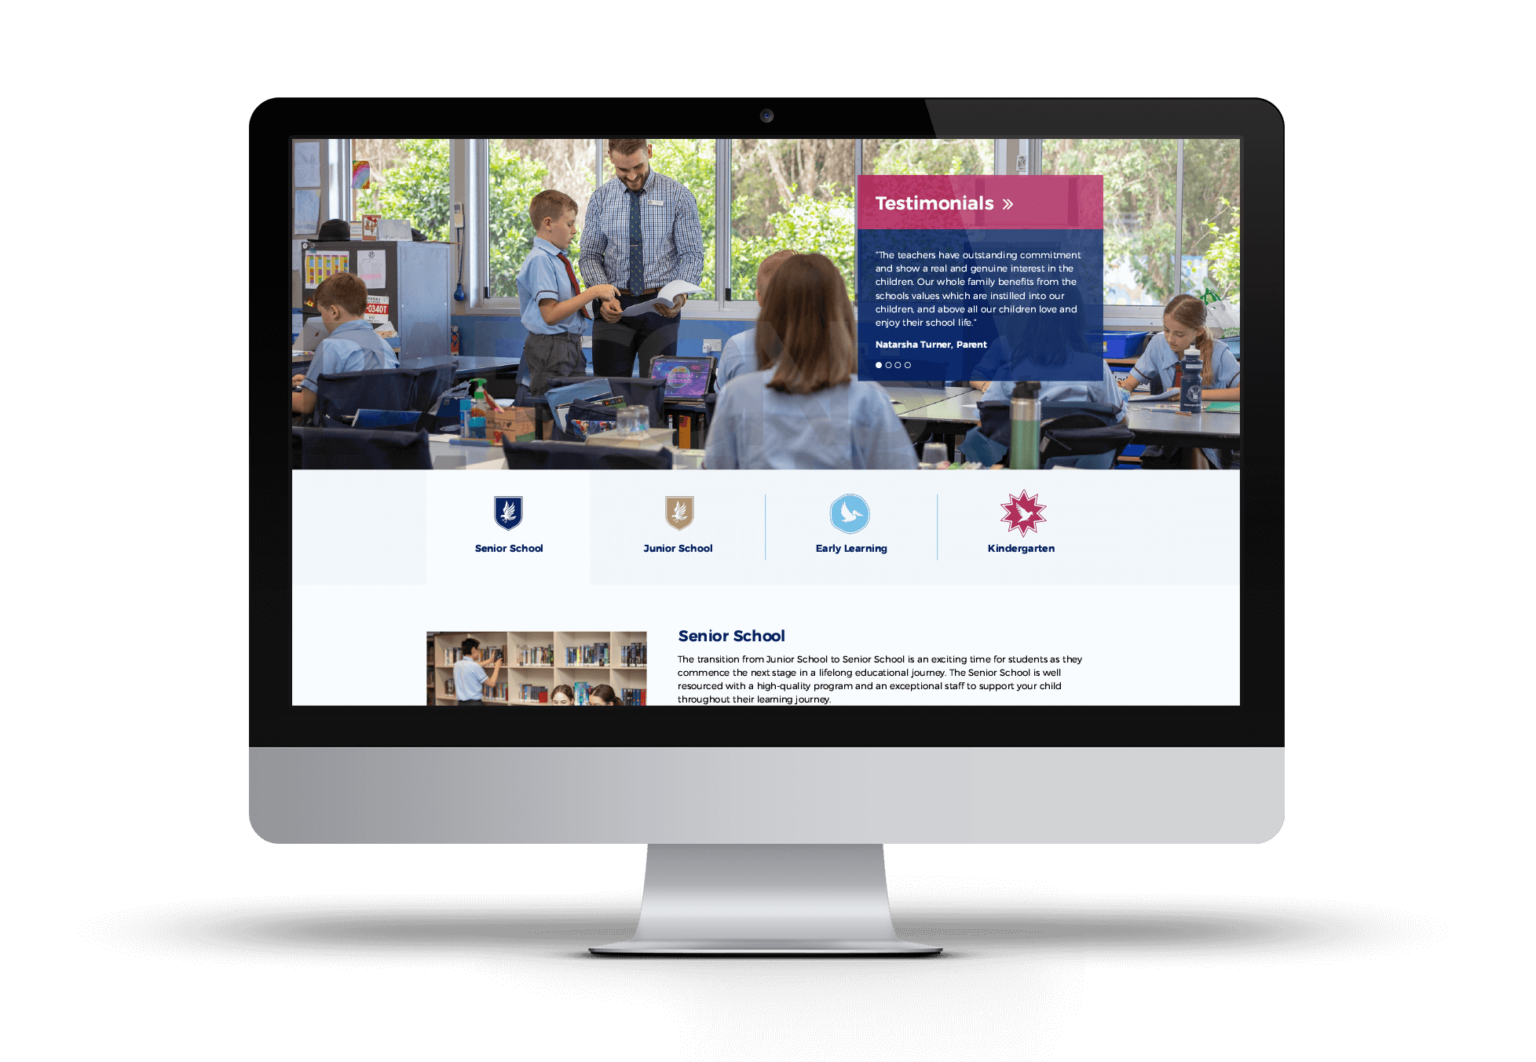 Testimonials »
"The teachers have outstanding commitment
and show a real and genuine interest in the
children. Our whole family benefits from the
schools values which are instilled into our
children, and above all our children love and
enjoy their school life."
Natarsha Turner, Parent
Senior School
Junior School
Early Learning
Kindergarten
Senior School
The transition from Junior School to Senior School is an exciting time for students as they
commence the next stage in a lifelong educational journey. The Senior School is well
resourced with a high-quality program and an exceptional staff to support your child
throughout their learning journey.